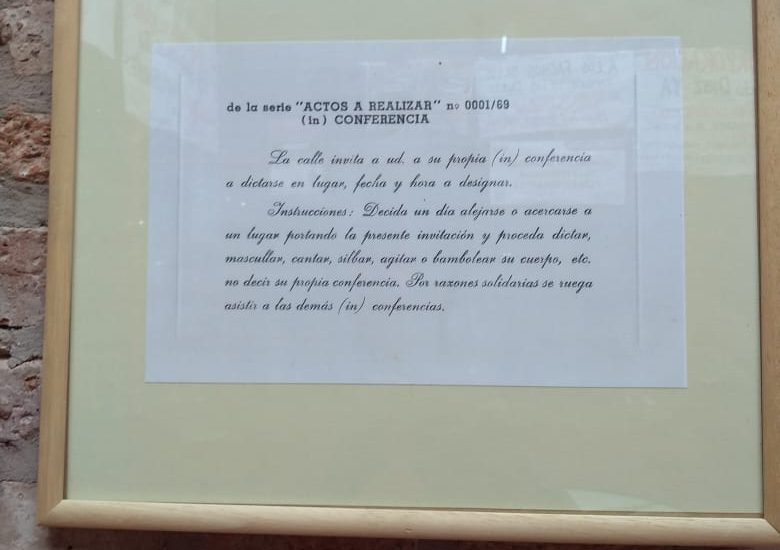 de la serie "ACTOS A REALIZAR" nº 0001/69
(in) CONFERENCIA
La calle invita a ud. a su propia (in) conferencia
a dictarse en lugar, fecha y hora a designar.
Instrucciones: Decida un día alejarse o acercarse a
un lugar portando la presente invitación y proceda dictar,
mascullar, cantar, silbar, agitar o bambolear su cuerpo, etc.
no decir su propia conferencia. Por razones solidarias se ruega
asistir a las demás (in) conferencias.